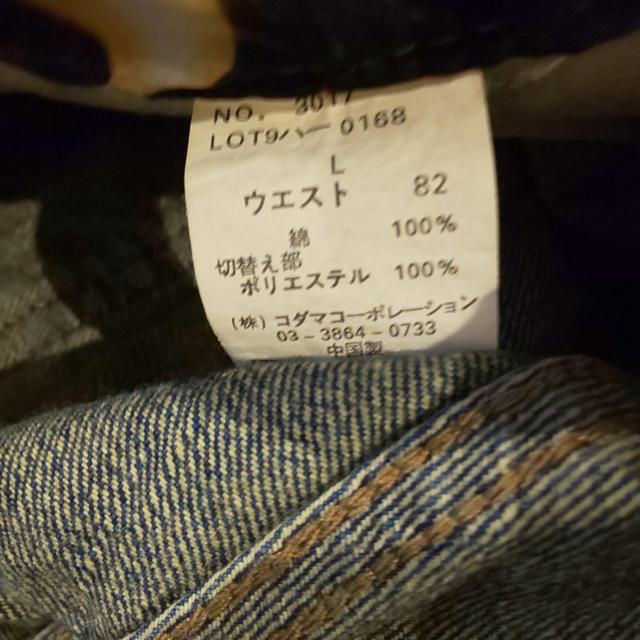 NO. 3017
LOT9ハー0168
L
ウエスト 82
綿 100%
切替え部
ポリエステル 100%
(株)コダマコーポレーション
03-3864-0733
中国製